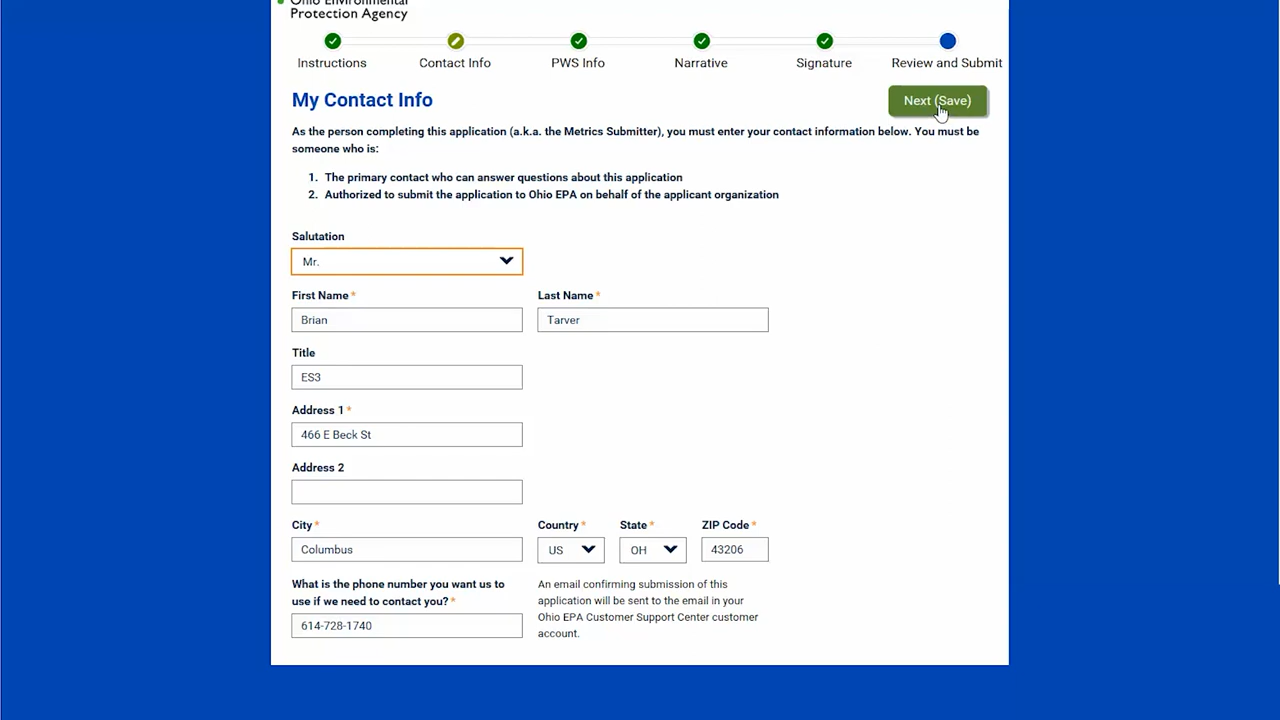 Ohio Environmental
Protection Agency
Instructions
Contact Info
PWS Info
Narrative
Signature
Review and Submit
My Contact Info
Next (Save)
As the person completing this application (a.k.a. the Metrics Submitter), you must enter your contact information below. You must be
someone who is:
1. The primary contact who can answer questions about this application
2. Authorized to submit the application to Ohio EPA on behalf of the applicant organization
Salutation
Mr.
First Name *
Last Name *
Brian
Tarver
Title
ES3
Address 1 *
466 E Beck St
Address 2
City *
Country *
State *
ZIP Code *
Columbus
US
OH
43206
What is the phone number you want us to
use if we need to contact you? *
614-728-1740
An email confirming submission of this
application will be sent to the email in your
Ohio EPA Customer Support Center customer
account.